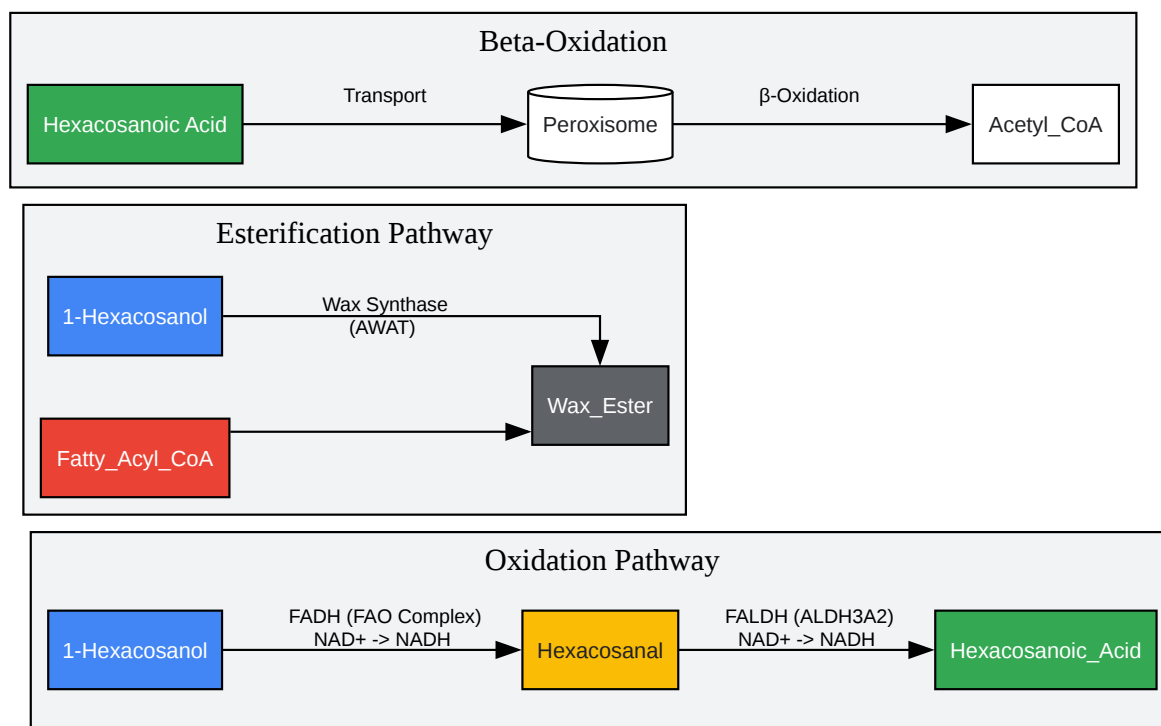 Beta-Oxidation
Hexacosanoic Acid
Transport
Peroxisome
β-Oxidation
Acetyl_CoA
Esterification Pathway
1-Hexacosanol
Wax Synthase
(AWAT)
Wax_Ester
Fatty_Acyl_CoA
Oxidation Pathway
1-Hexacosanol
FADH (FAO Complex)
NAD+ -> NADH
Hexacosanal
FALDH (ALDH3A2)
NAD+ -> NADH
Hexacosanoic_Acid